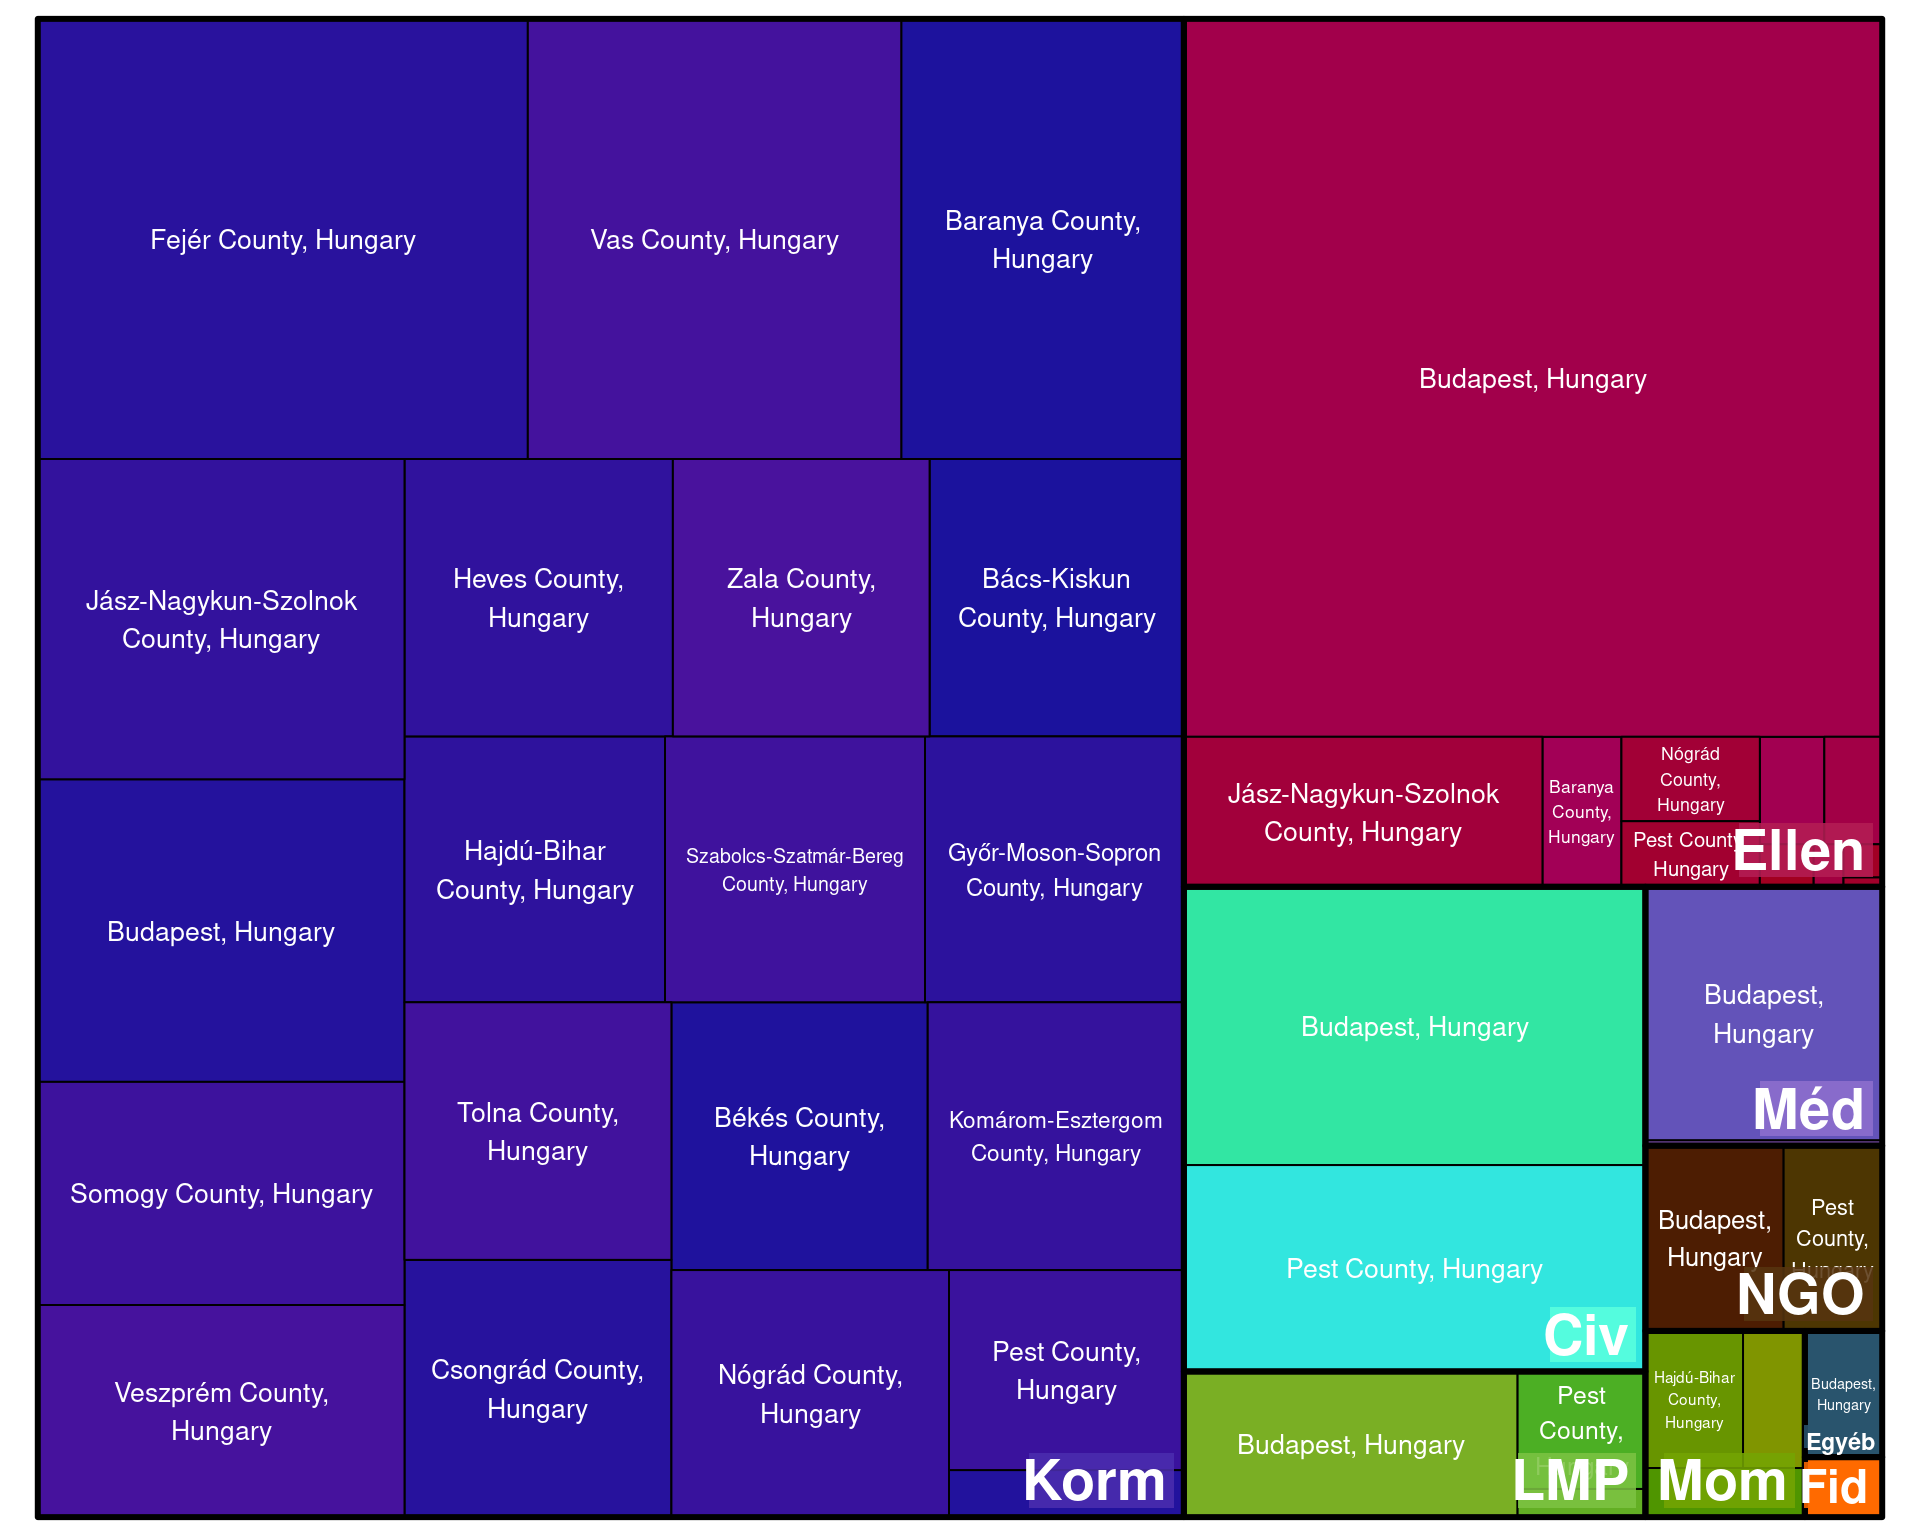 Fejér County, Hungary
Vas County, Hungary
Baranya County,
Hungary
Jász-Nagykun-Szolnok
County, Hungary
Heves County,
Hungary
Zala County,
Hungary
Bács-Kiskun
County, Hungary
Budapest, Hungary
Hajdú-Bihar
County, Hungary
Szabolcs-Szatmár-Bereg
County, Hungary
Győr-Moson-Sopron
County, Hungary
Somogy County, Hungary
Tolna County,
Hungary
Békés County,
Hungary
Komárom-Esztergom
County, Hungary
Veszprém County,
Hungary
Csongrád County,
Hungary
Nógrád County,
Hungary
Pest County,
Hungary
Korm
Budapest, Hungary
Jász-Nagykun-Szolnok
County, Hungary
Baranya
County,
Hungary
Nógrád
County,
Hungary
Pest County,
Hungary
Ellen
Budapest, Hungary
Pest County, Hungary
Civ
Budapest,
Hungary
Méd
Budapest,
Hungary
Pest
County,
Hungary
NGO
Budapest, Hungary
Pest
County,
LMP
Hajdú-Bihar
County,
Hungary
Mom
Budapest,
Hungary
Egyéb
Fid